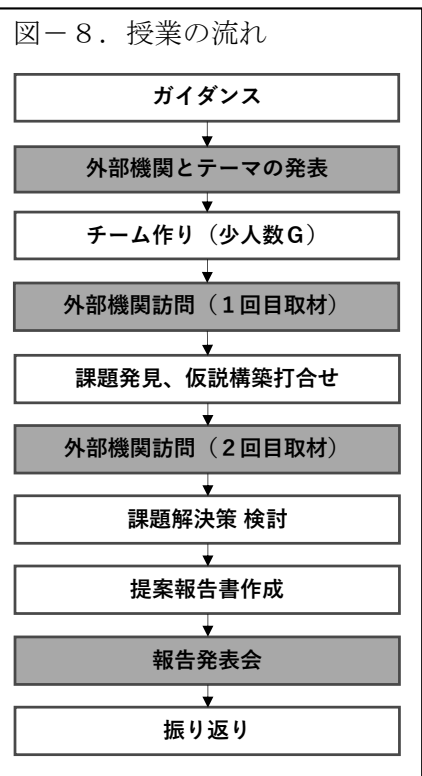 図－８．授業の流れ
ガイダンス
外部機関とテーマの発表
チーム作り（少人数Ｇ）
外部機関訪問（１回目取材）
課題発見、仮説構築打合せ
外部機関訪問（２回目取材）
課題解決策 検討
提案報告書作成
報告発表会
振り返り